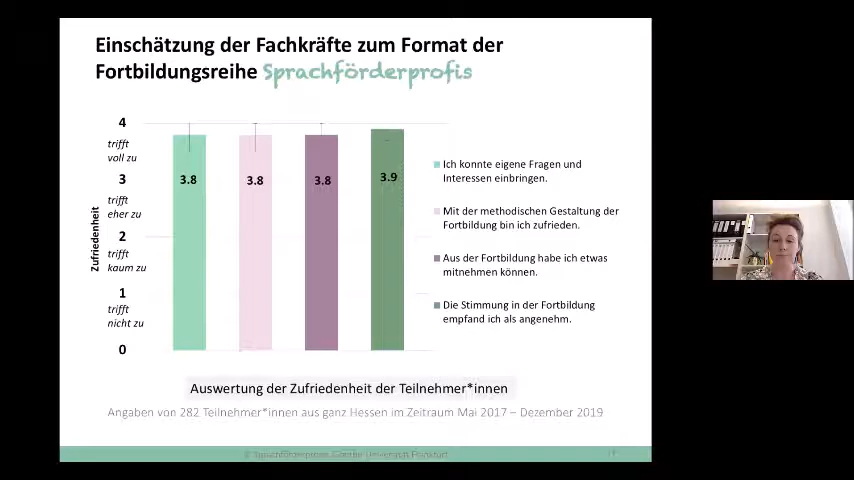 Einschätzung der Fachkräfte zum Format der
Fortbildungsreihe Sprachförderprofis
4
trifft
voll zu
3
trifft
eher zu
2
trifft
kaum zu
1
trifft
nicht zu
0
Zufriedenheit
3.8
3.8
3.8
3.9
Ich konnte eigene Fragen und
Interessen einbringen.
Mit der methodischen Gestaltung der
Fortbildung bin ich zufrieden.
Aus der Fortbildung habe ich etwas
mitnehmen können.
Die Stimmung in der Fortbildung
empfand ich als angenehm.
Auswertung der Zufriedenheit der Teilnehmer*innen
Angaben von 282 Teilnehmer*innen aus ganz Hessen im Zeitraum Mai 2017 – Dezember 2019
© Sprachförderprofis Goethe-Universität Frankfurt